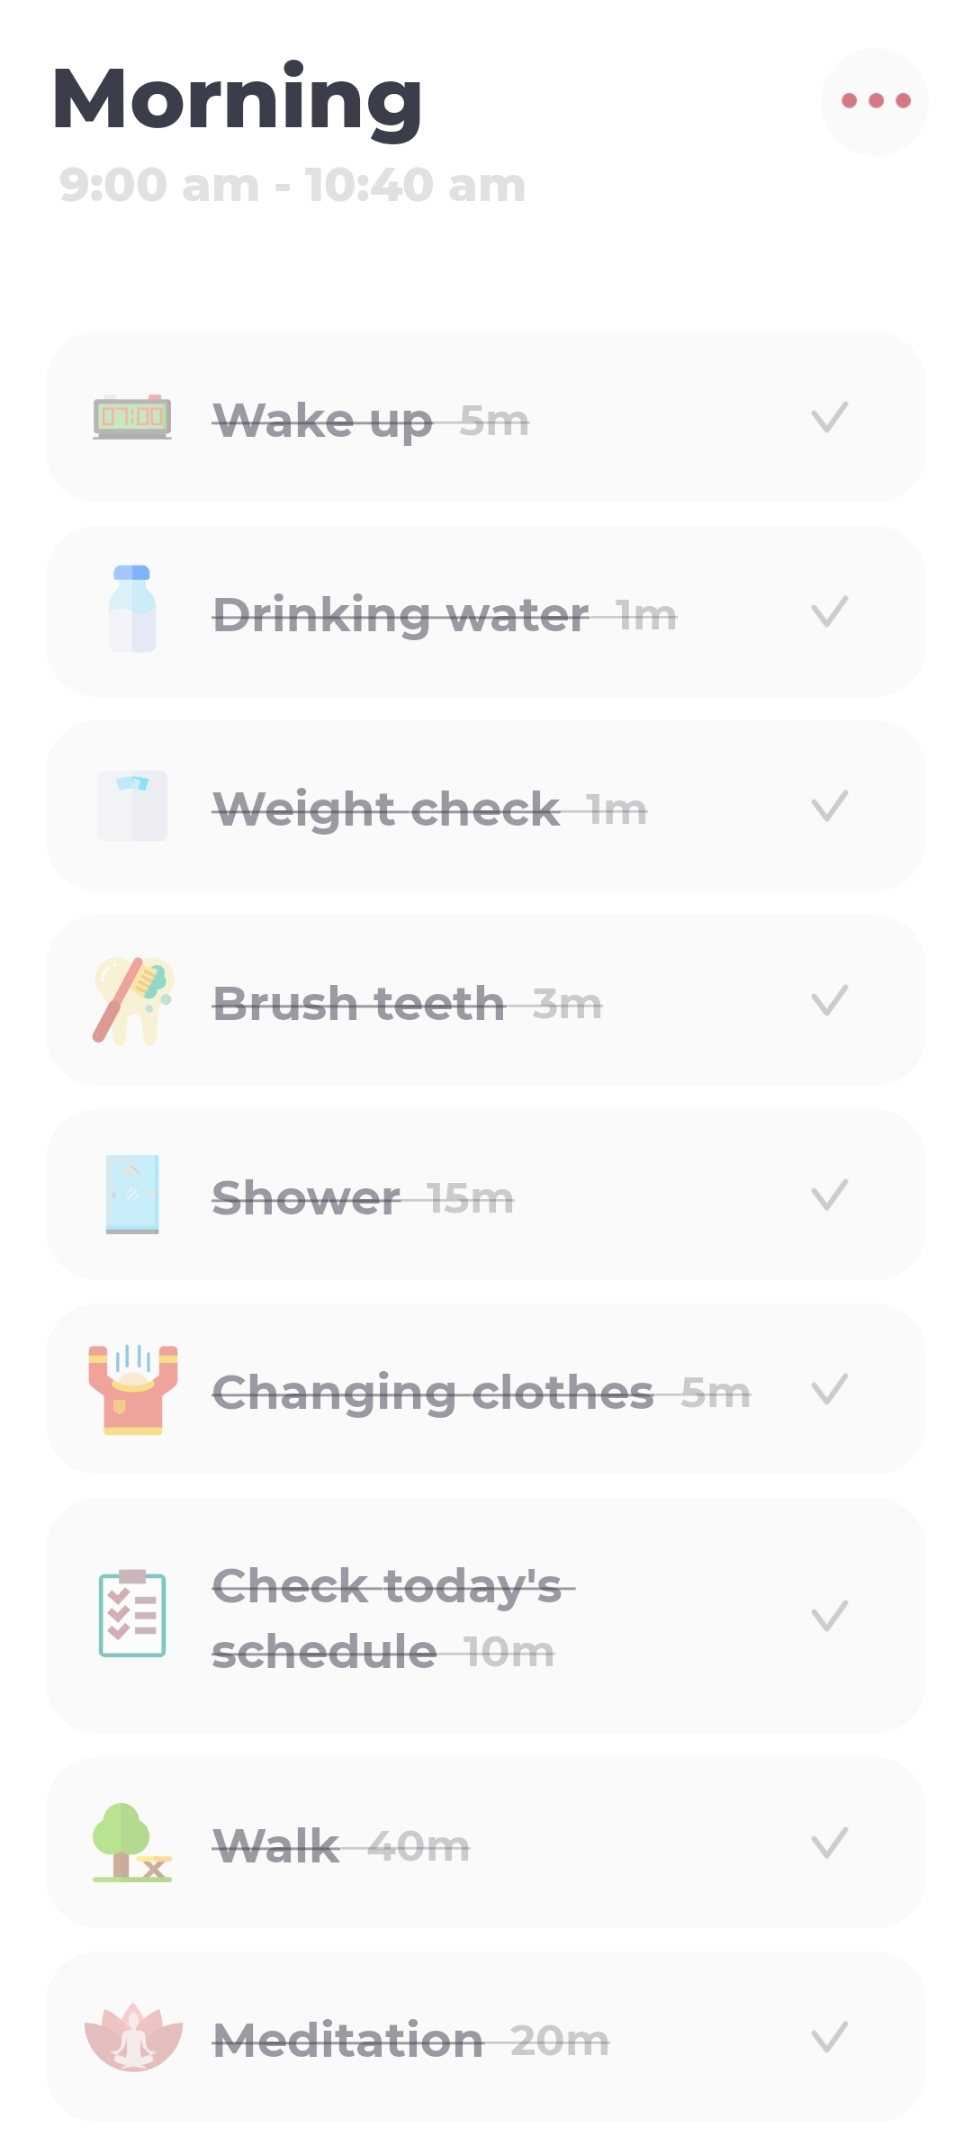 Morning
9:00 am - 10:40 am
07:00
Wake up 5m
Drinking water 1m
Weight check 1m
Brush teeth 3m
Shower 15m
Changing clothes 5m
Check today's
schedule 10m
Walk 40m
Meditation 20m